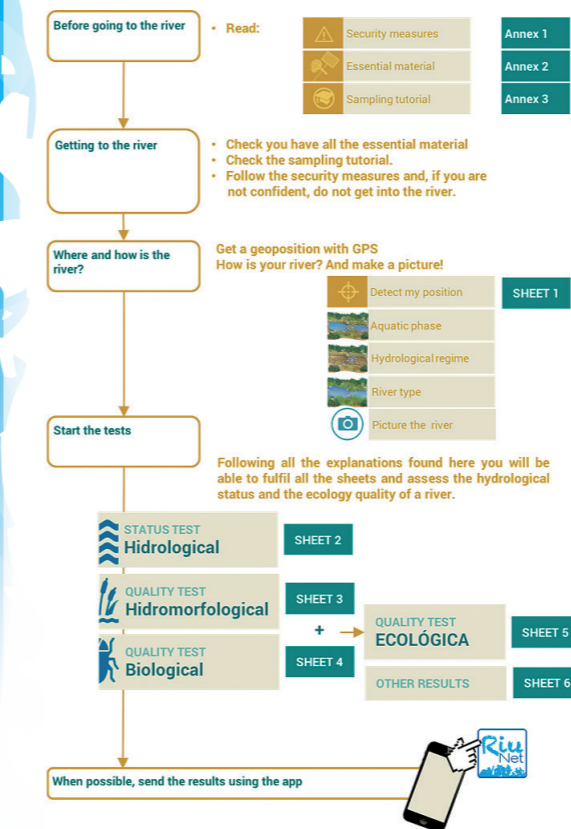 Before going to the river
• Read:
Security measures
Annex 1
Essential material
Annex 2
Sampling tutorial
Annex 3
Getting to the river
• Check you have all the essential material
• Check the sampling tutorial.
• Follow the security measures and, if you are
not confident, do not get into the river.
Where and how is the
river?
Get a geoposition with GPS
How is your river? And make a picture!
Detect my position
SHEET 1
Aquatic phase
Hydrological regime
River type
Picture the river
Start the tests
Following all the explanations found here you will be
able to fulfil all the sheets and assess the hydrological
status and the ecology quality of a river.
STATUS TEST
Hidrological
SHEET 2
QUALITY TEST
Hidromorfological
SHEET 3
+
QUALITY TEST
Biological
SHEET 4
QUALITY TEST
ECOLÓGICA
SHEET 5
OTHER RESULTS
SHEET 6
When possible, send the results using the app
Riu
Net